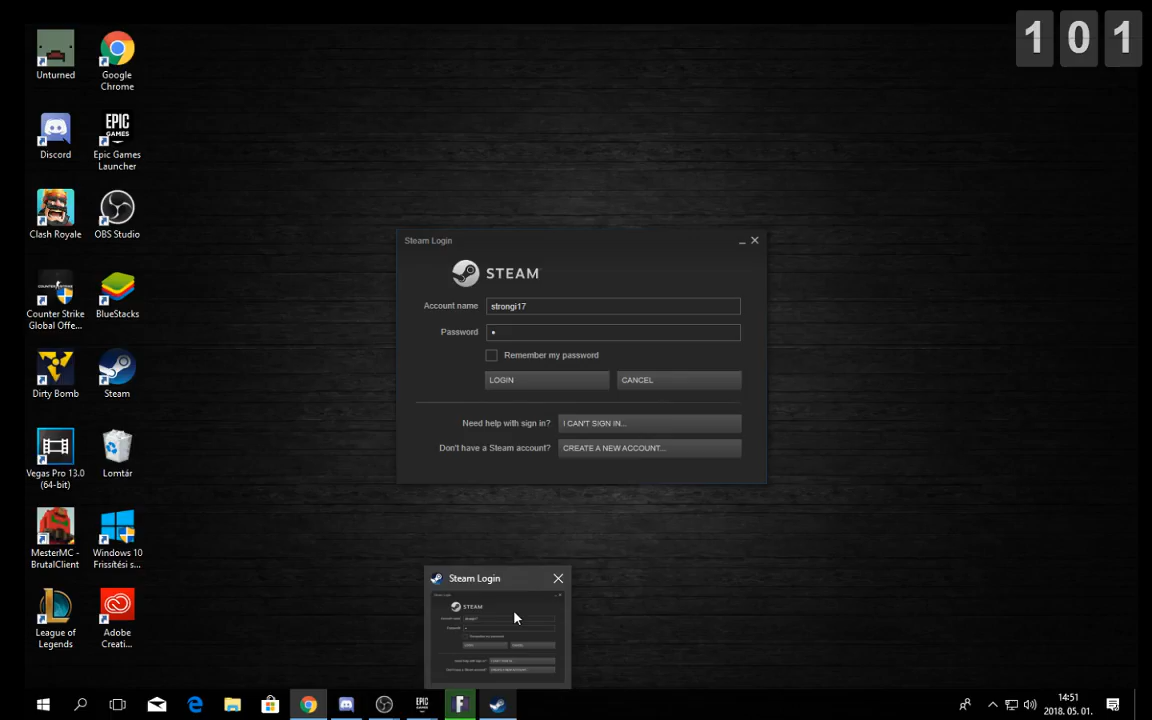 101
Unturned
Google
Chrome
Discord
EPIC
GAMES
Epic Games
Launcher
Clash Royale
OBS Studio
Counter Strike
Global Offe...
BlueStacks
Dirty Bomb
Steam
Vegas Pro 13.0
(64-bit)
Lomtár
MesterMC -
BrutalClient
Windows 10
Frissítési s...
League of
Legends
Adobe
Creati...
Steam Login
STEAM
Account name strongi17
Password •
Remember my password
LOGIN CANCEL
Need help with sign in? I CAN'T SIGN IN...
Don't have a Steam account? CREATE A NEW ACCOUNT...
Steam Login
STEAM
EPIC
GAMES
14:51
2018. 05. 01.